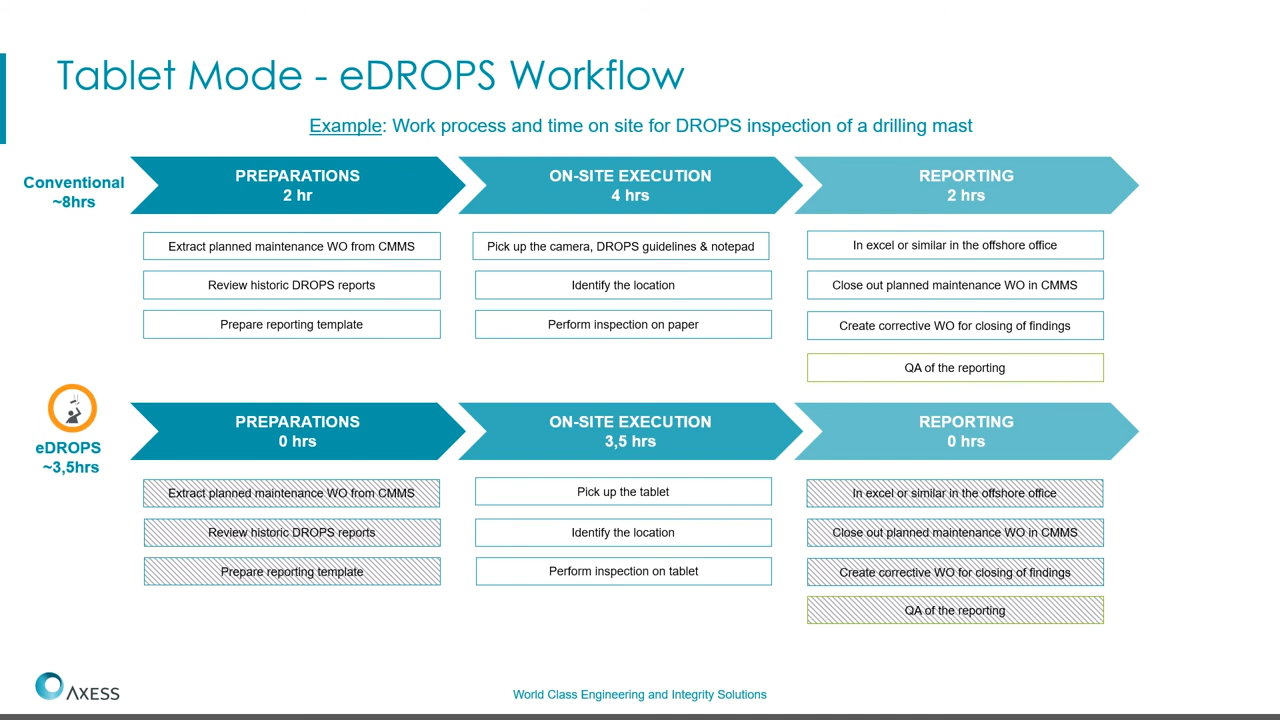 Tablet Mode - eDROPS Workflow
Example: Work process and time on site for DROPS inspection of a drilling mast
Conventional
~8hrs
PREPARATIONS
2 hr
ON-SITE EXECUTION
4 hrs
REPORTING
2 hrs
Extract planned maintenance WO from CMMS
Review historic DROPS reports
Prepare reporting template
Pick up the camera, DROPS guidelines & notepad
Identify the location
Perform inspection on paper
In excel or similar in the offshore office
Close out planned maintenance WO in CMMS
Create corrective WO for closing of findings
QA of the reporting
eDROPS
~3,5hrs
PREPARATIONS
0 hrs
ON-SITE EXECUTION
3,5 hrs
REPORTING
0 hrs
Extract planned maintenance WO from CMMS
Review historic DROPS reports
Prepare reporting template
Pick up the tablet
Identify the location
Perform inspection on tablet
In excel or similar in the offshore office
Close out planned maintenance WO in CMMS
Create corrective WO for closing of findings
QA of the reporting
AXESS
World Class Engineering and Integrity Solutions